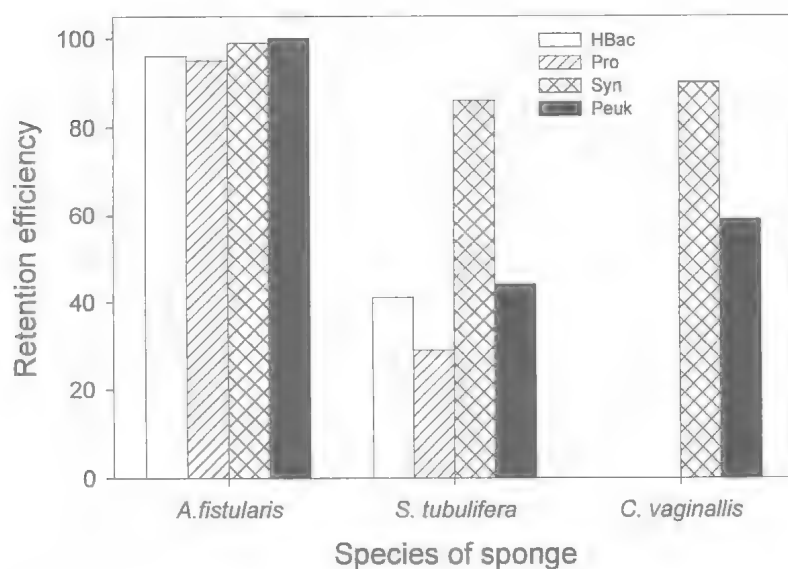 100
80
60
40
20
0
Retention efficiency
HBac
Pro
Syn
Peuk
A.fistularis
S. tubulifera
C. vaginallis
Species of sponge